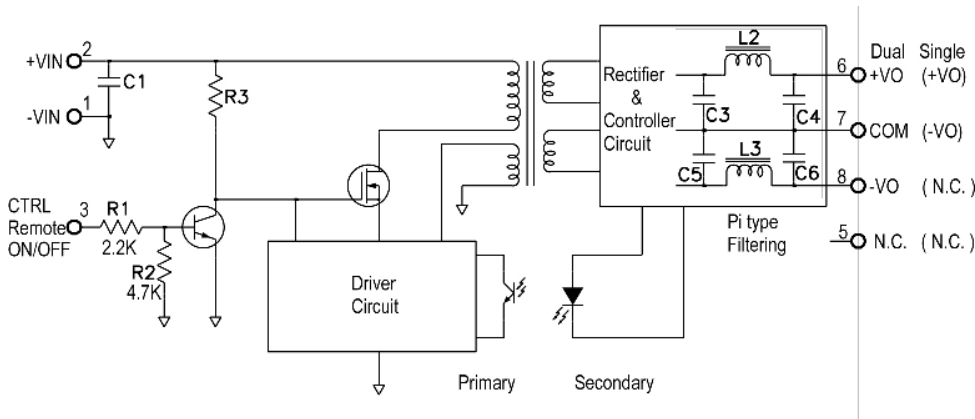 +VIN
2
C1
1
-VIN
R3
CTRL
Remote
ON/OFF
3
R1
2.2K
R2
4.7K
Driver
Circuit
Primary
Secondary
Rectifier
&
Controller
Circuit
L2
C3
C4
L3
C5
C6
Pi type
Filtering
Dual Single
6 +VO (+VO)
7 COM (-VO)
8 -VO ( N.C. )
5 N.C. ( N.C. )